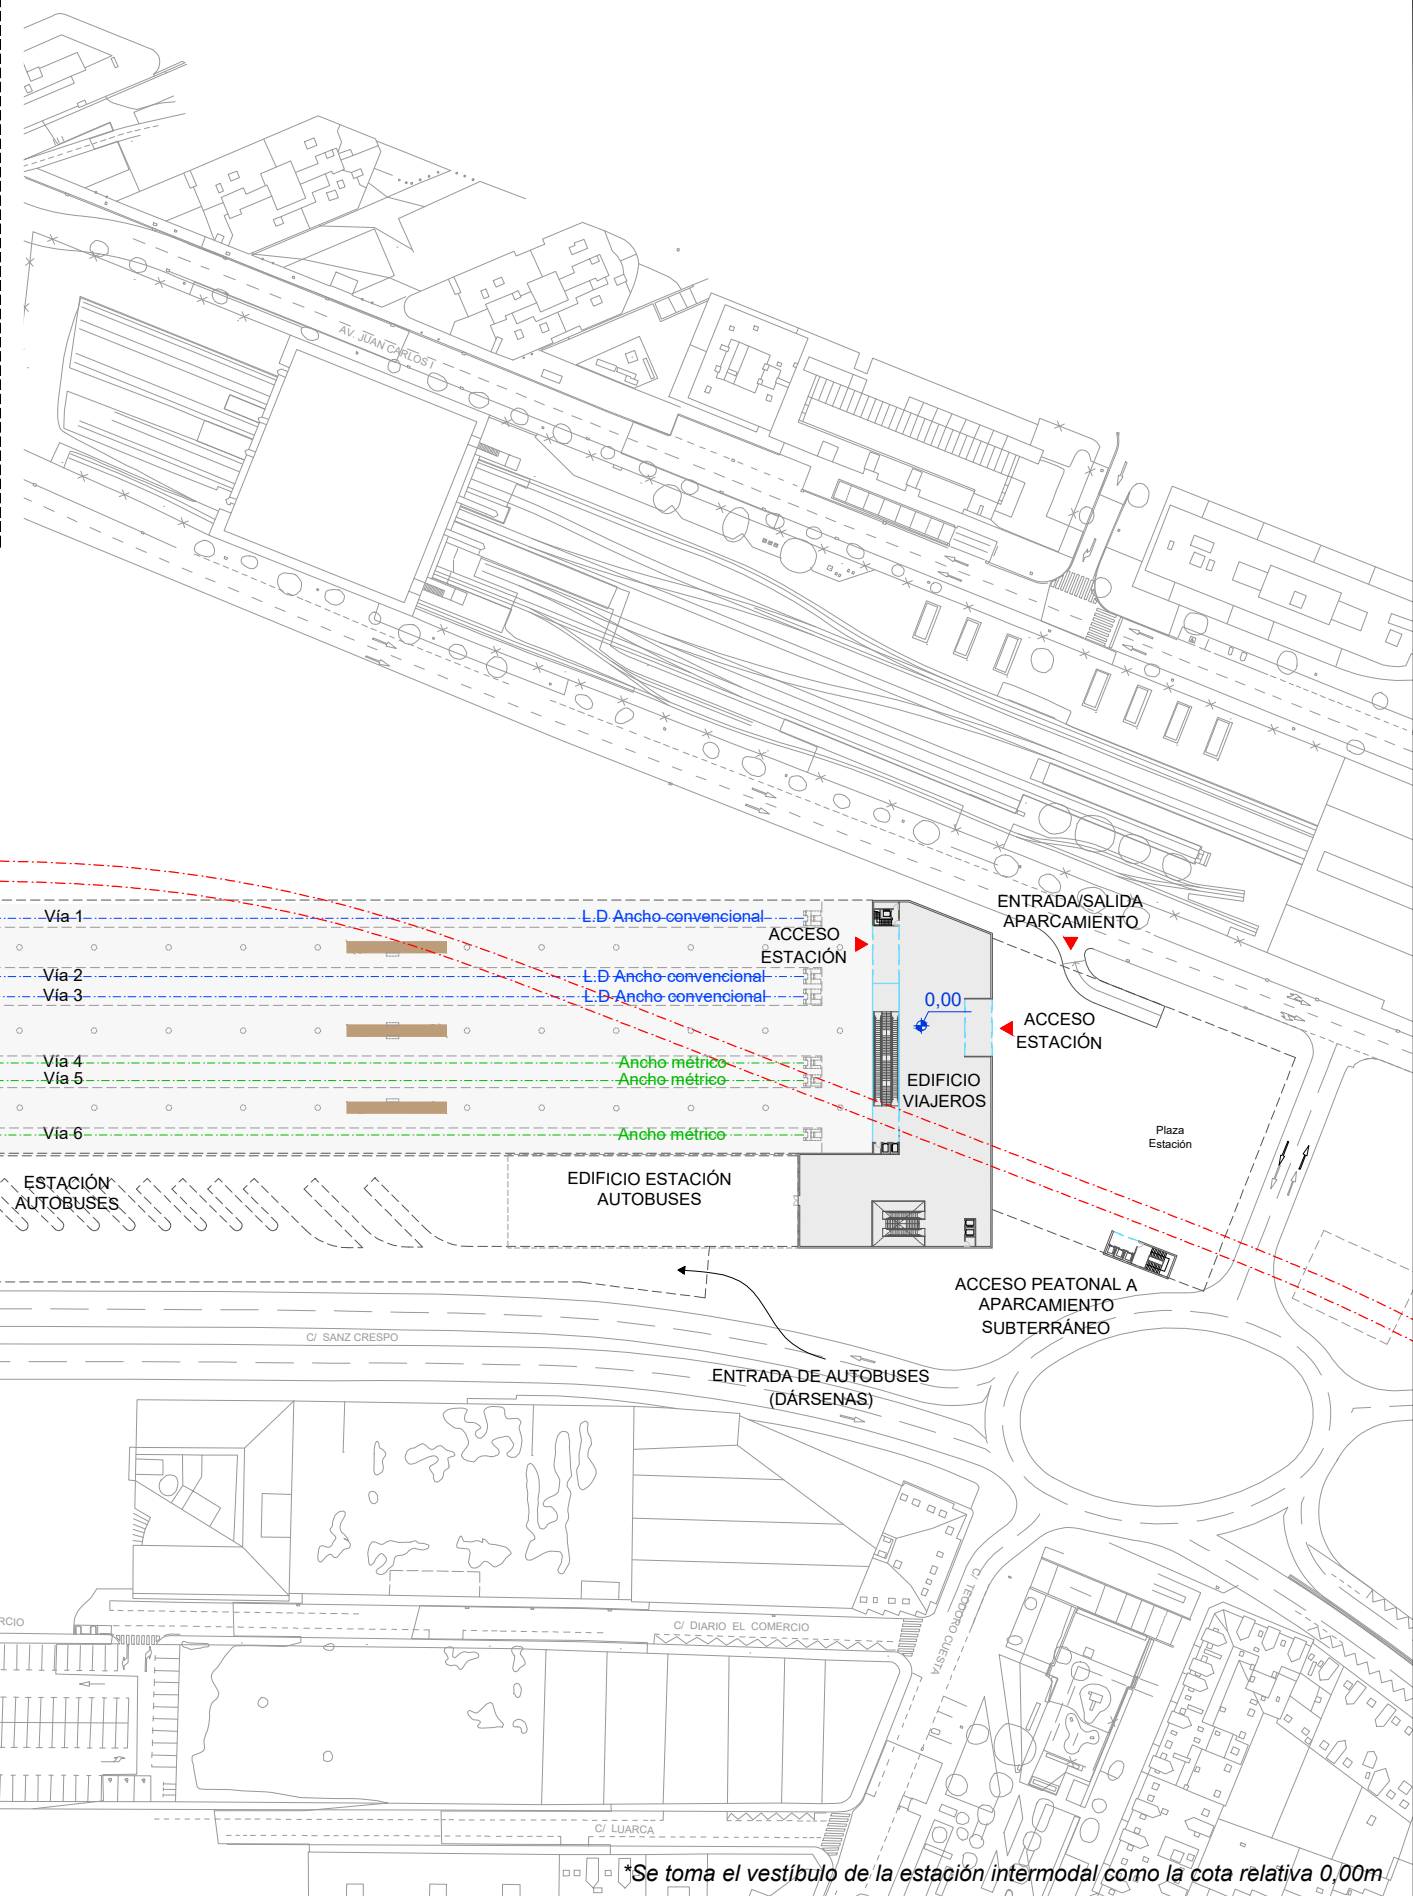 AV. JUAN CARLOS I
ENTRADA/SALIDA
APARCAMIENTO
Vía 1
L.D Ancho convencional
ACCESO
ESTACIÓN
Vía 2
L.D Ancho convencional
Vía 3
L.D Ancho convencional
0,00
ACCESO
ESTACIÓN
Vía 4
Ancho métrico
Vía 5
Ancho métrico
EDIFICIO
VIAJEROS
Vía 6
Ancho métrico
Plaza
Estación
ESTACIÓN
AUTOBUSES
EDIFICIO ESTACIÓN
AUTOBUSES
ACCESO PEATONAL A
APARCAMIENTO
SUBTERRÁNEO
C/ SANZ CRESPO
ENTRADA DE AUTOBUSES
(DÁRSENAS)
C/ TEODORO CUESTA
RCIO
C/ DIARIO EL COMERCIO
C/ LUARCA
*Se toma el vestíbulo de la estación intermodal como la cota relativa 0,00m